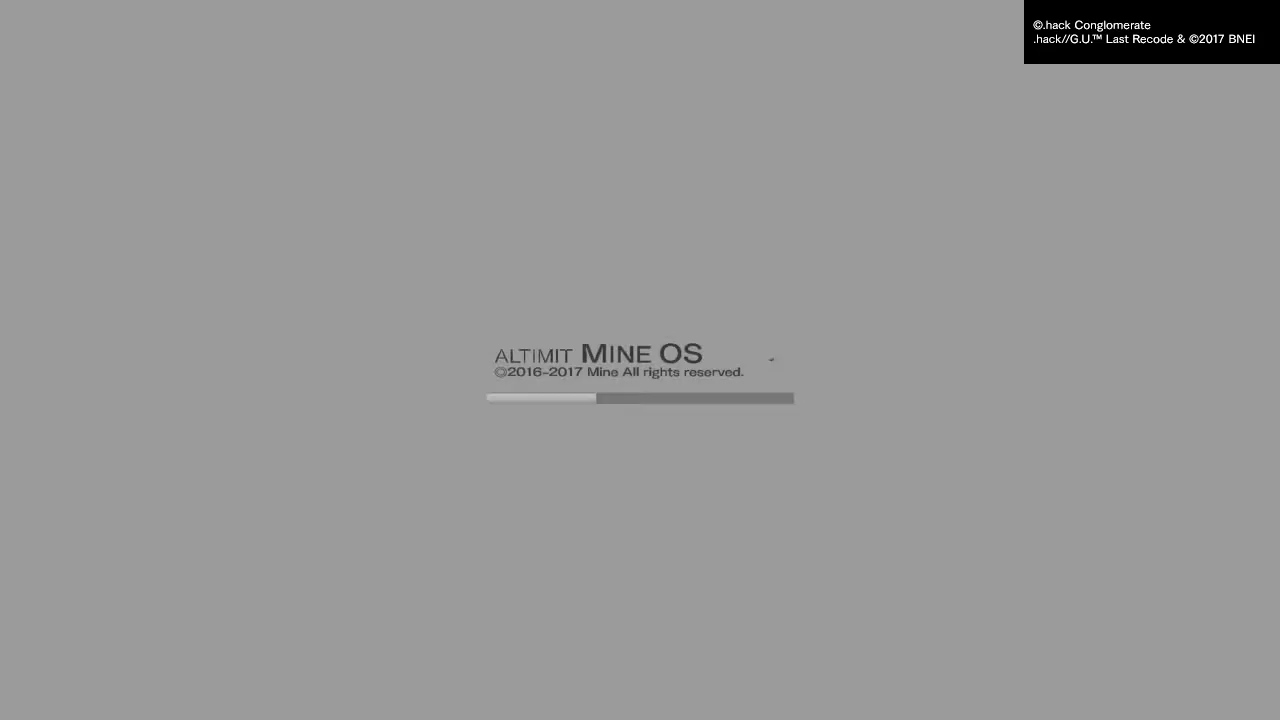 ©.hack Conglomerate
.hack//G.U.™ Last Recode & ©2017 BNEI
ALTIMIT MINE OS
©2016-2017 Mine All rights reserved.